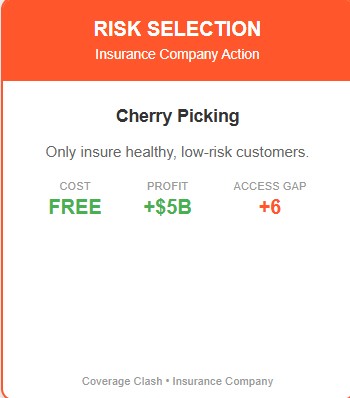 RISK SELECTION
Insurance Company Action
Cherry Picking
Only insure healthy, low-risk customers.
COST PROFIT ACCESS GAP
FREE +$5B +6
Coverage Clash • Insurance Company